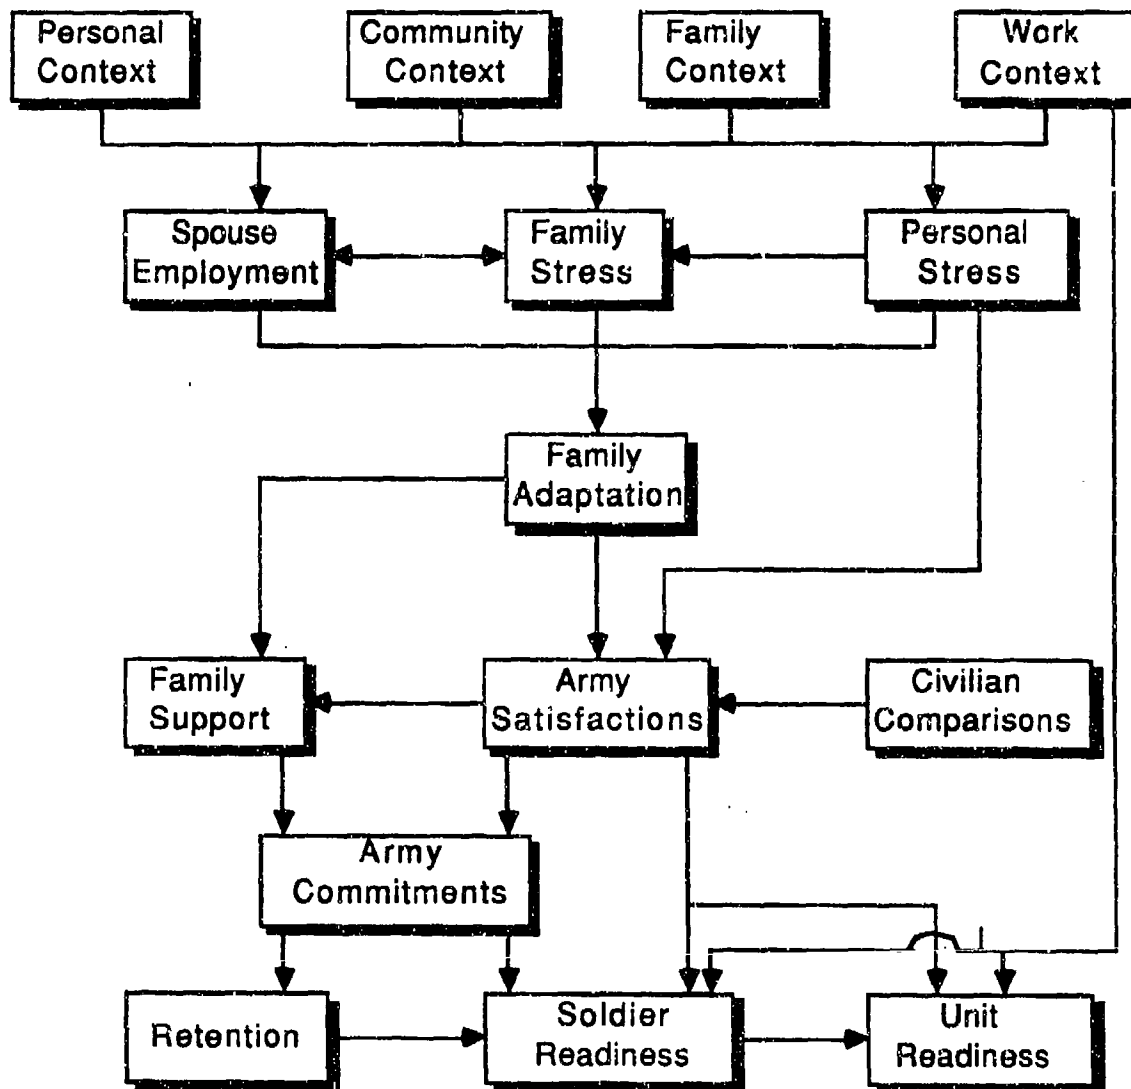 Personal
Context
Community
Context
Family
Context
Work
Context
Spouse
Employment
Family
Stress
Personal
Stress
Family
Adaptation
Family
Support
Army
Satisfactions
Civilian
Comparisons
Army
Commitments
Retention
Soldier
Readiness
Unit
Readiness